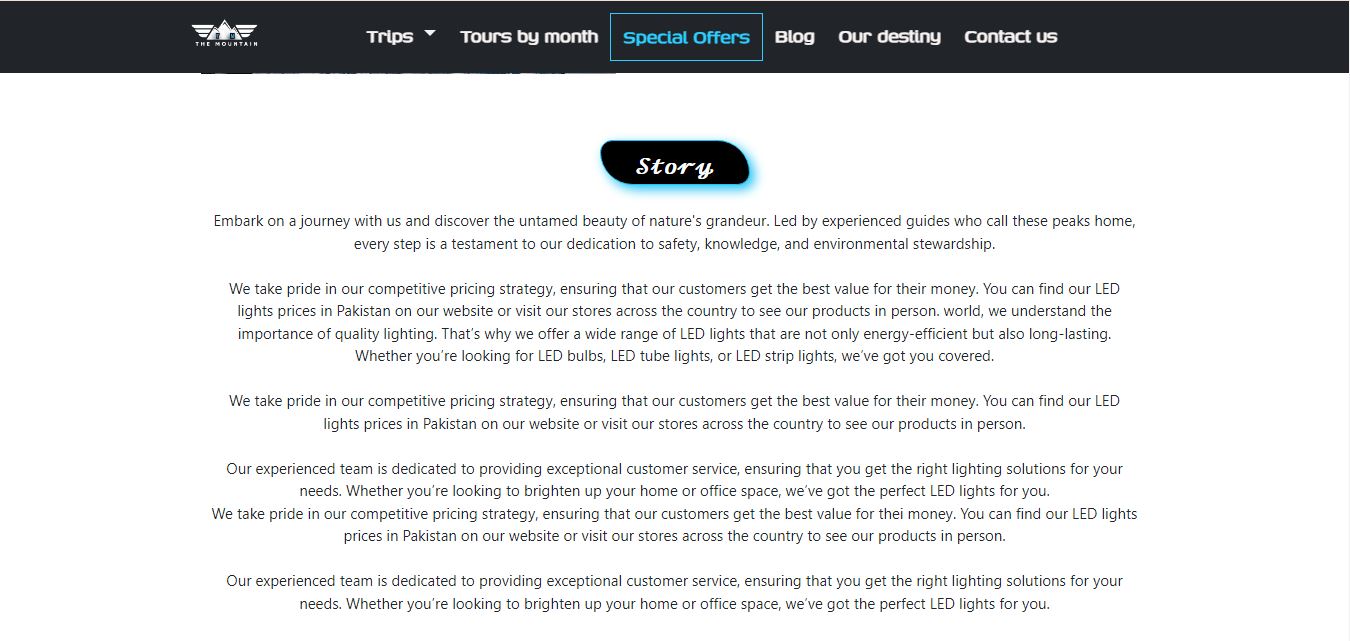 THE MOUNTAIN
Trips Tours by month Special Offers Blog Our destiny Contact us
Story
Embark on a journey with us and discover the untamed beauty of nature's grandeur. Led by experienced guides who call these peaks home,
every step is a testament to our dedication to safety, knowledge, and environmental stewardship.
We take pride in our competitive pricing strategy, ensuring that our customers get the best value for their money. You can find our LED
lights prices in Pakistan on our website or visit our stores across the country to see our products in person. world, we understand the
importance of quality lighting. That’s why we offer a wide range of LED lights that are not only energy-efficient but also long-lasting.
Whether you’re looking for LED bulbs, LED tube lights, or LED strip lights, we’ve got you covered.
We take pride in our competitive pricing strategy, ensuring that our customers get the best value for their money. You can find our LED
lights prices in Pakistan on our website or visit our stores across the country to see our products in person.
Our experienced team is dedicated to providing exceptional customer service, ensuring that you get the right lighting solutions for your
needs. Whether you’re looking to brighten up your home or office space, we’ve got the perfect LED lights for you.
We take pride in our competitive pricing strategy, ensuring that our customers get the best value for thei money. You can find our LED lights
prices in Pakistan on our website or visit our stores across the country to see our products in person.
Our experienced team is dedicated to providing exceptional customer service, ensuring that you get the right lighting solutions for your
needs. Whether you’re looking to brighten up your home or office space, we’ve got the perfect LED lights for you.